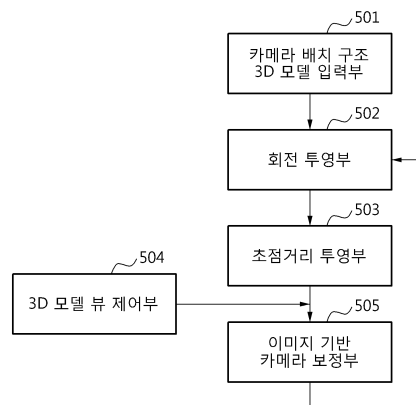 501
카메라 배치 구조
3D 모델 입력부
502
회전 투영부
503
초점거리 투영부
504
3D 모델 뷰 제어부
505
이미지 기반
카메라 보정부